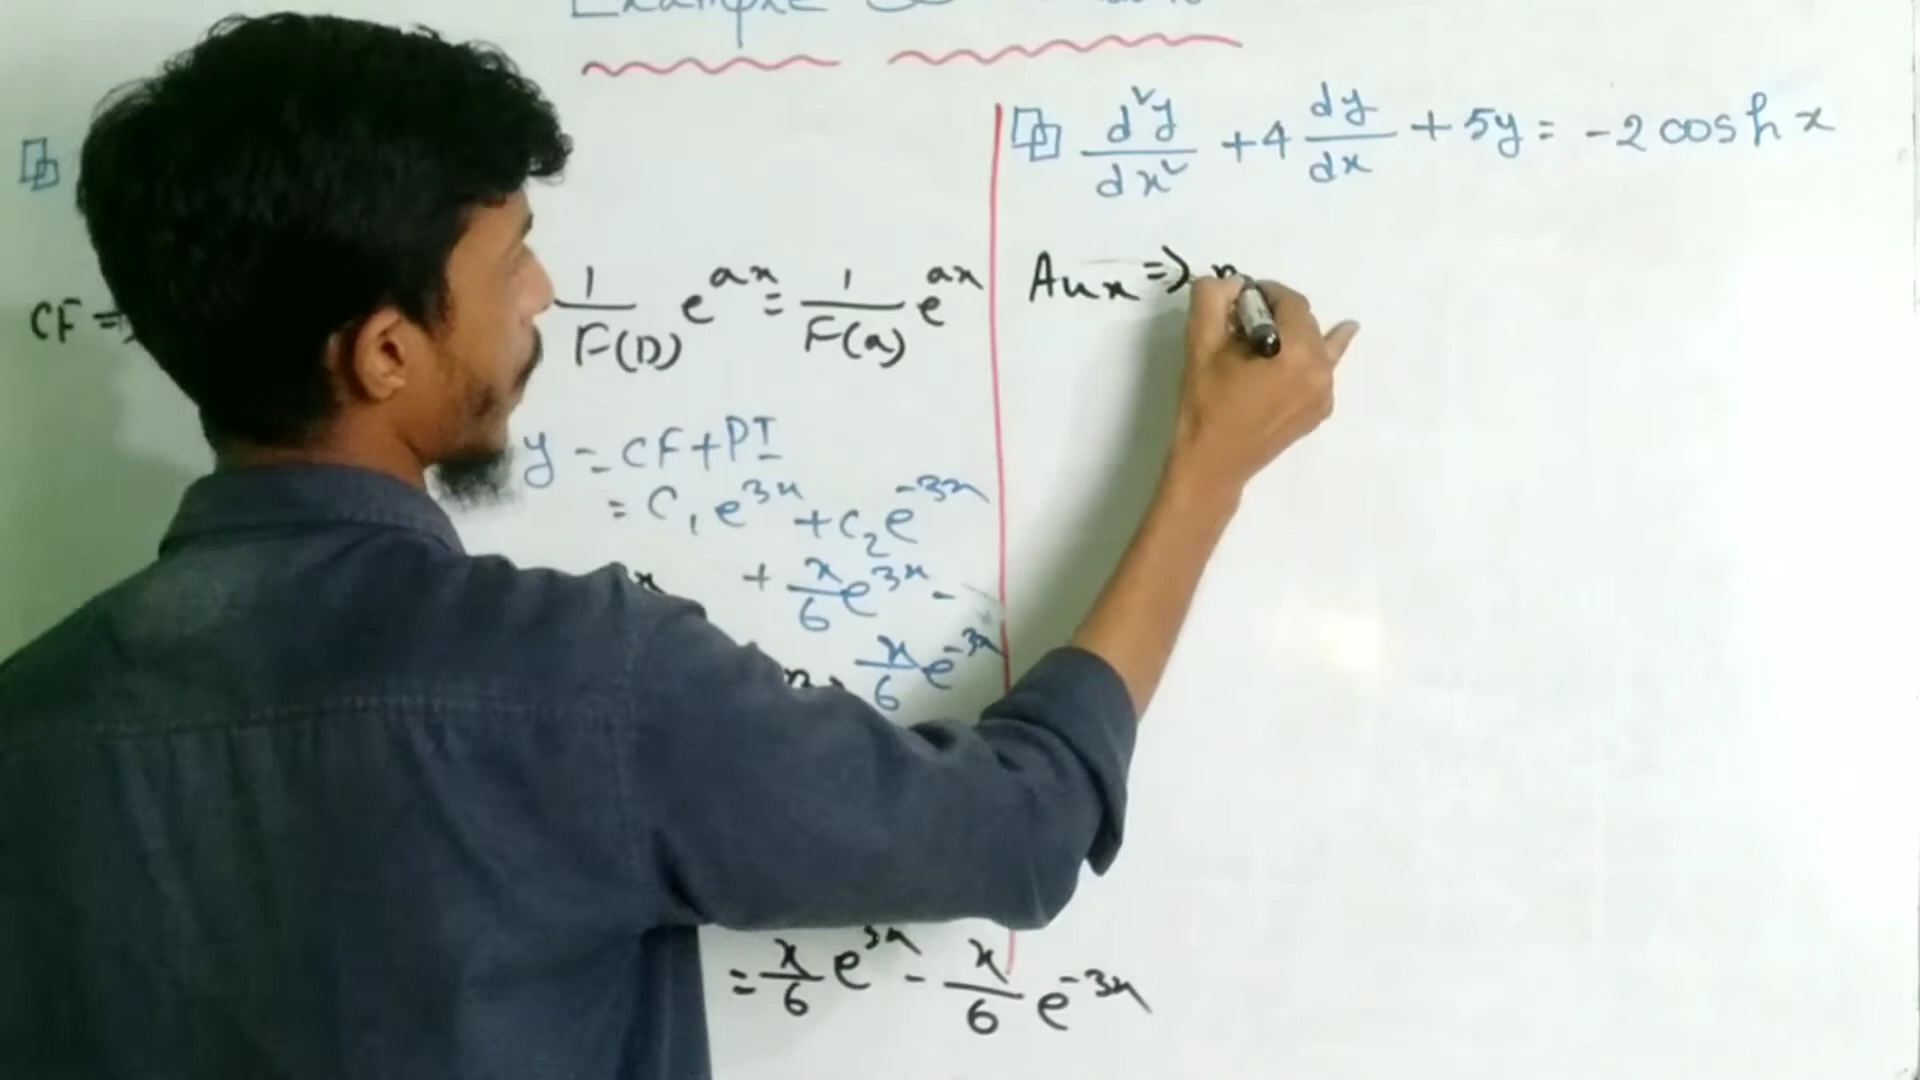 Example
d²y/dx² + 4 dy/dx + 5y = -2 cosh x
CF ⇒
1/F(D) e^{ax} = 1/F(a) e^{ax}
y = CF + PI
= C₁e^{3x} + C₂e^{-3x}
+ x/6 e^{3x} -
x/6 e^{-3x}
= x/6 e^{3x} - x/6 e^{-3x}
Aux ⇒